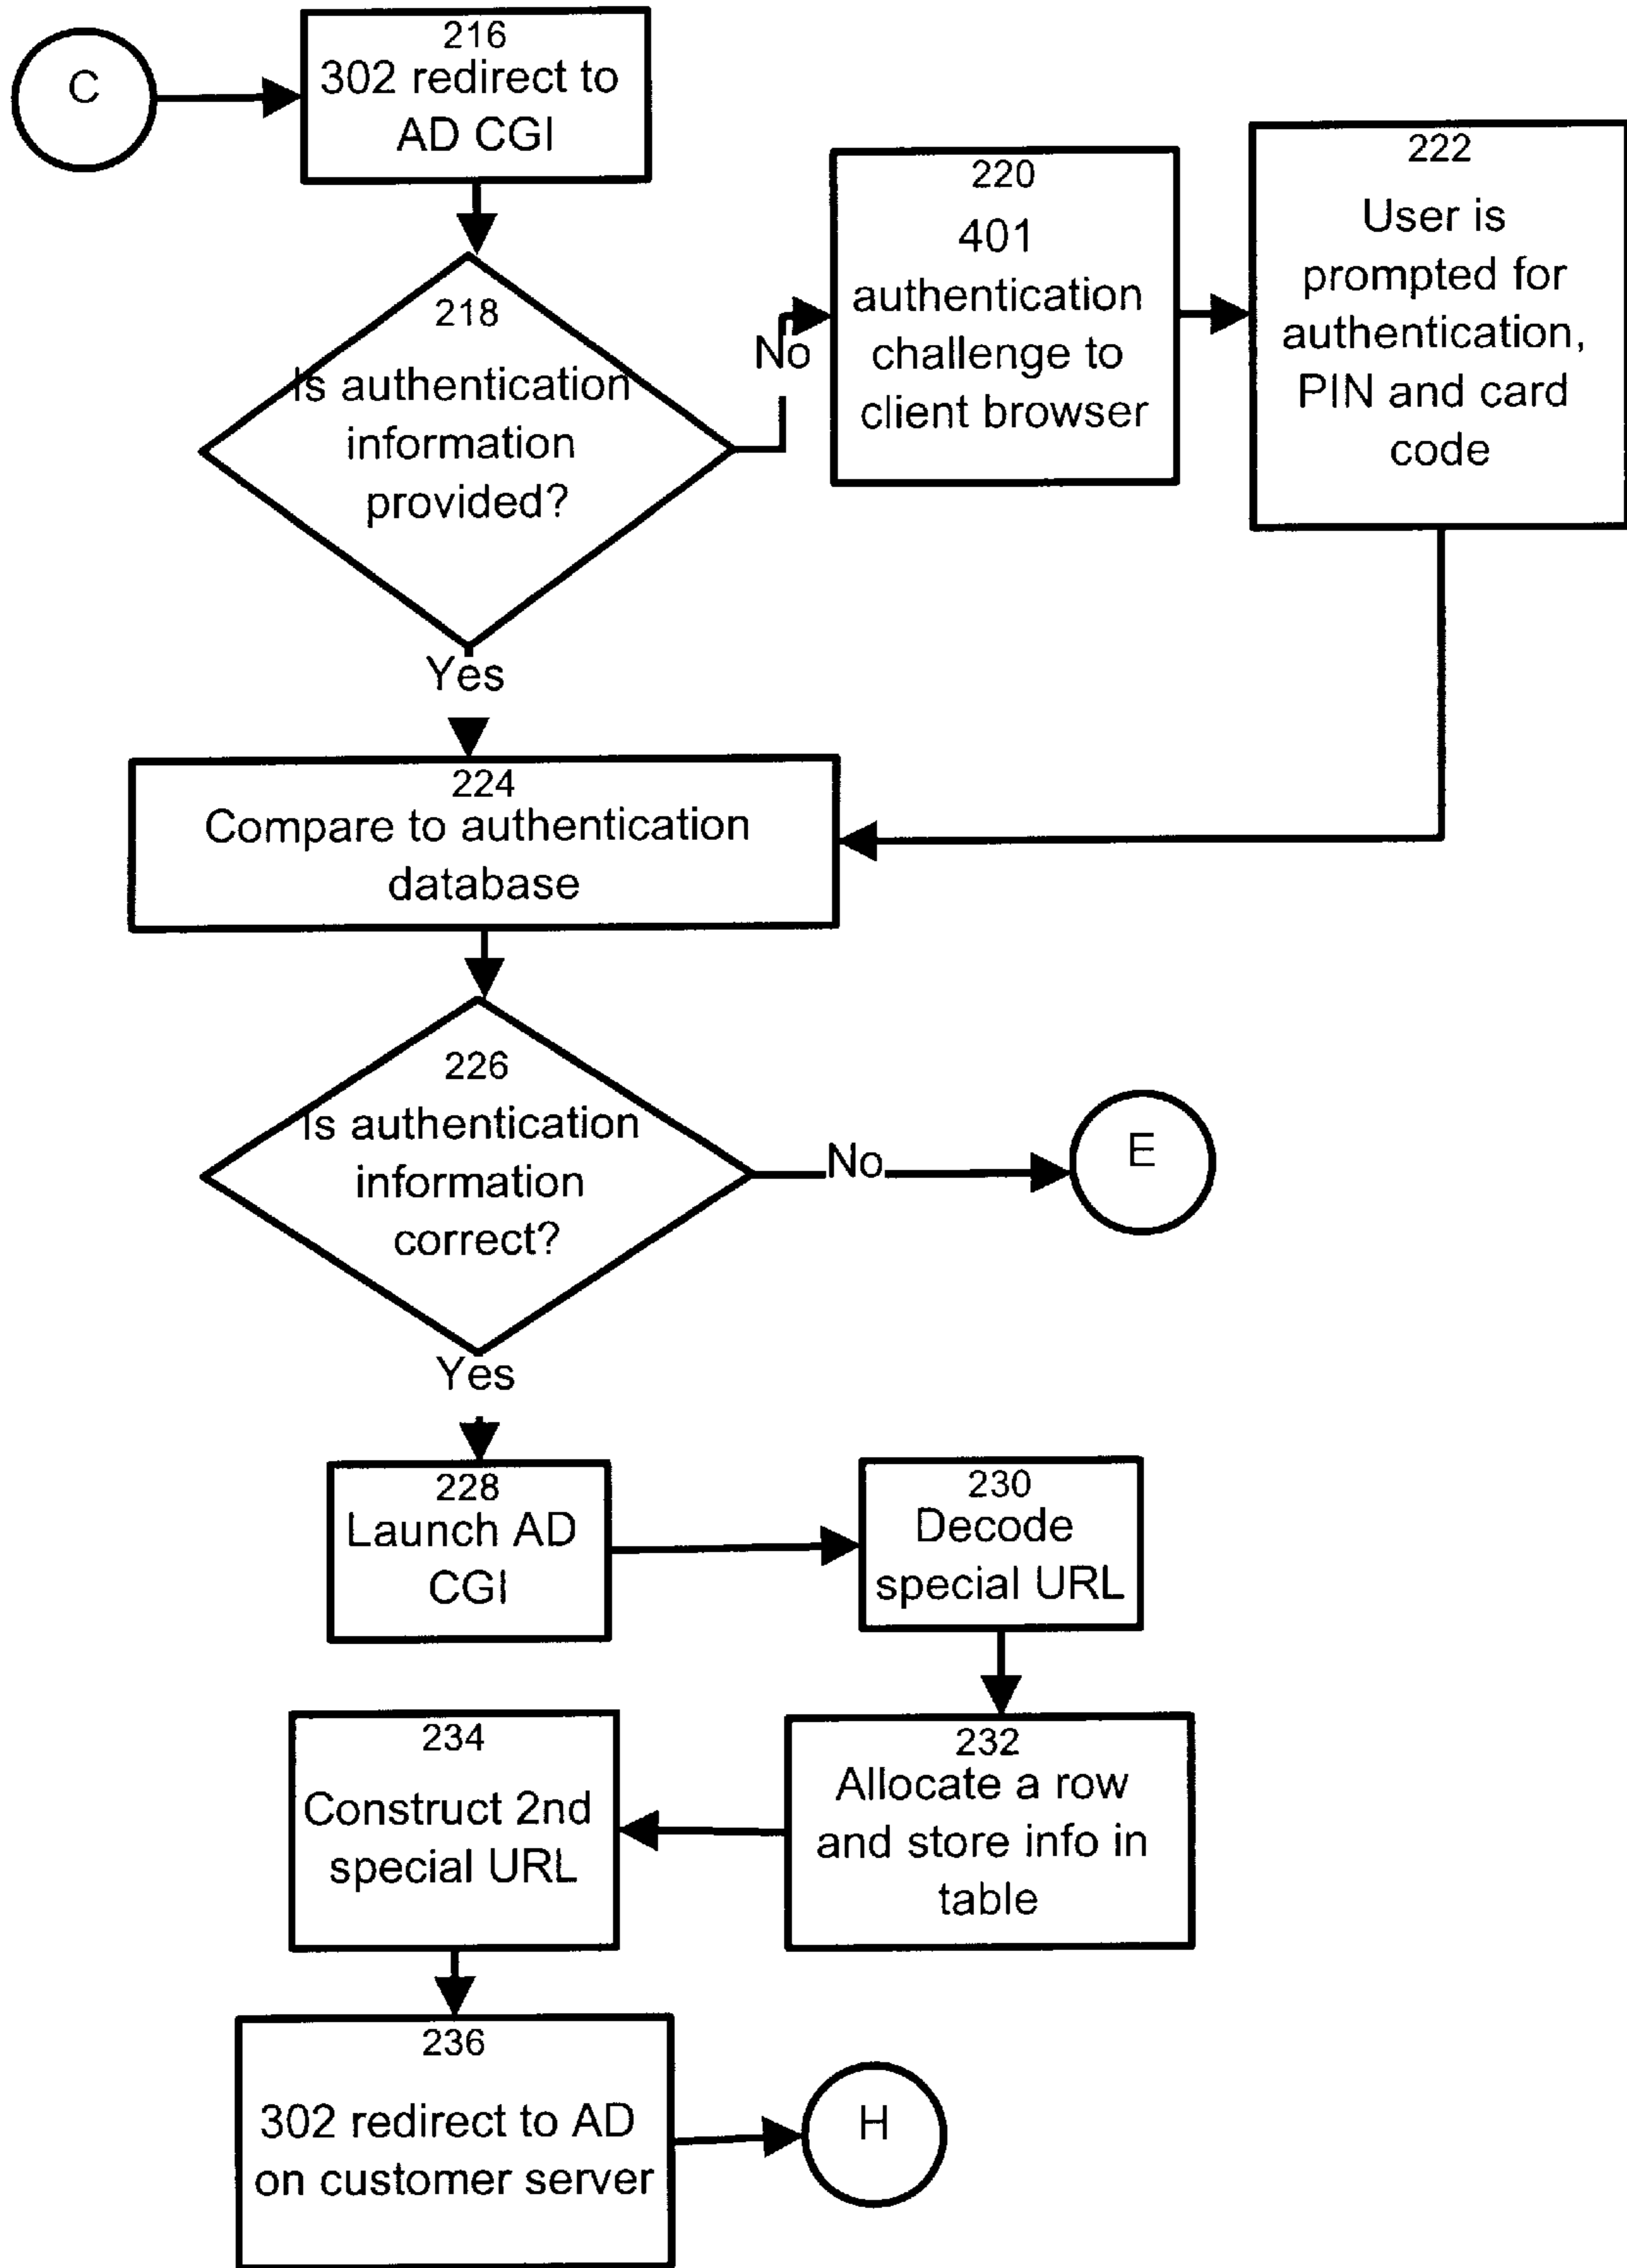 C
216
302 redirect to
AD CGI
218
Is authentication
information
provided?
No
220
401
authentication
challenge to
client browser
222
User is
prompted for
authentication,
PIN and card
code
Yes
224
Compare to authentication
database
226
Is authentication
information
correct?
No
E
Yes
228
Launch AD
CGI
230
Decode
special URL
232
Allocate a row
and store info in
table
234
Construct 2nd
special URL
236
302 redirect to AD
on customer server
H